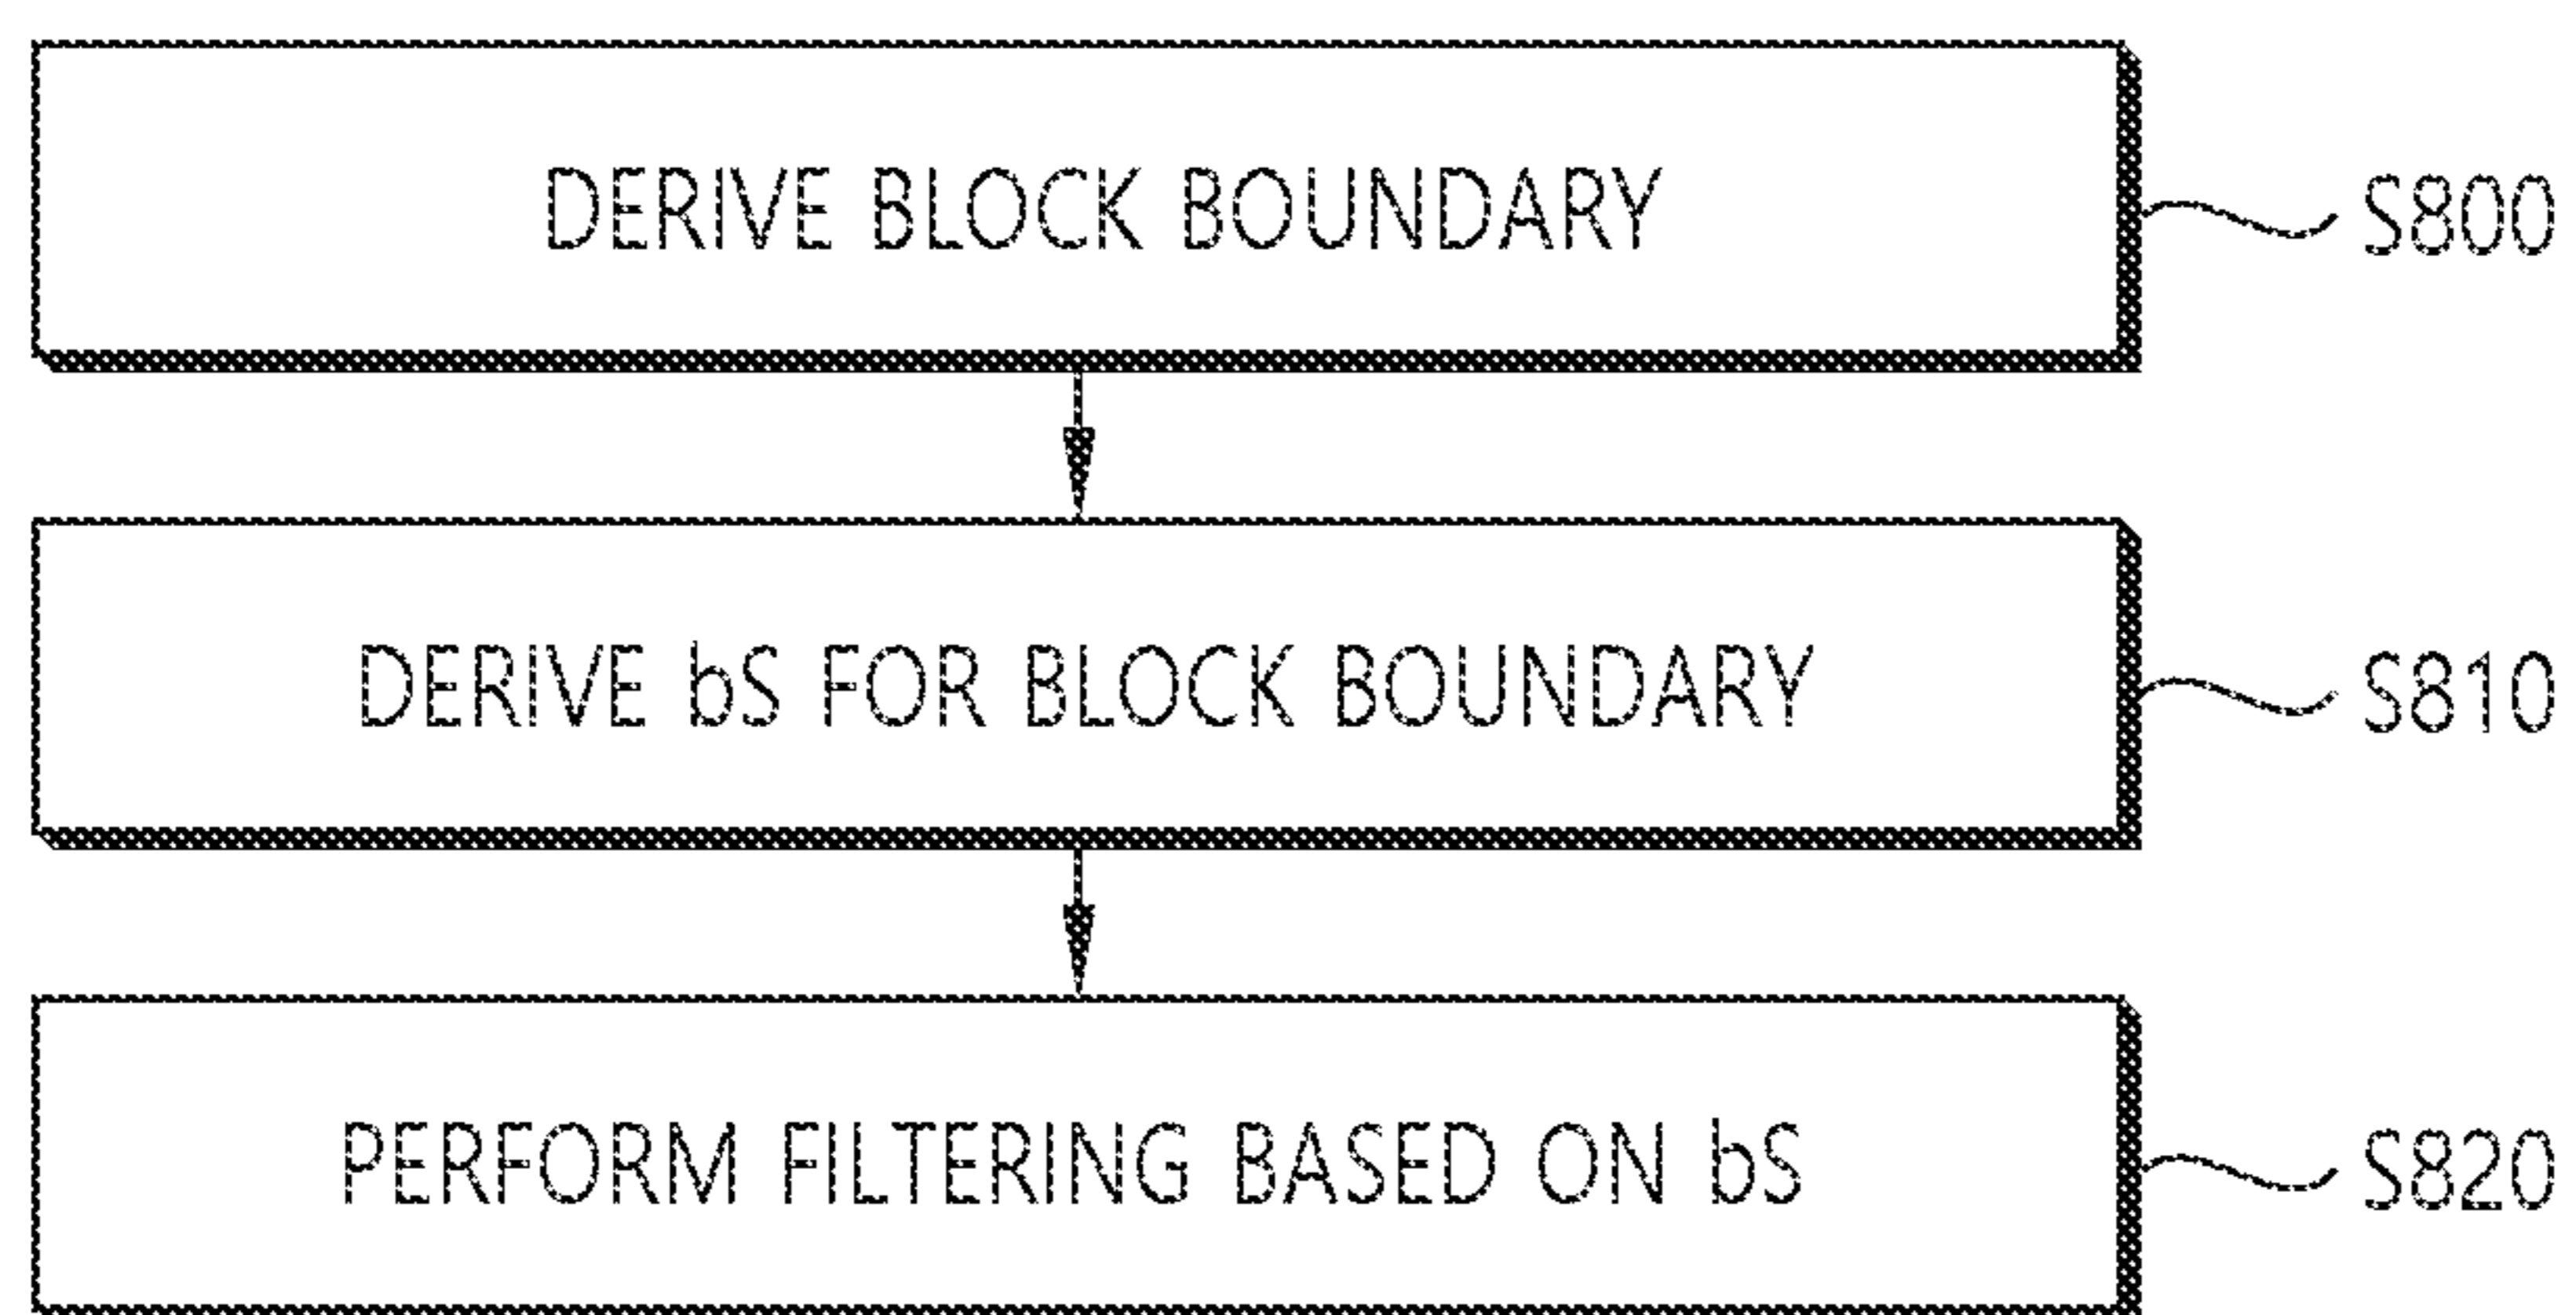 DERIVE BLOCK BOUNDARY
S800
DERIVE bS FOR BLOCK BOUNDARY
S810
PERFORM FILTERING BASED ON bS
S820